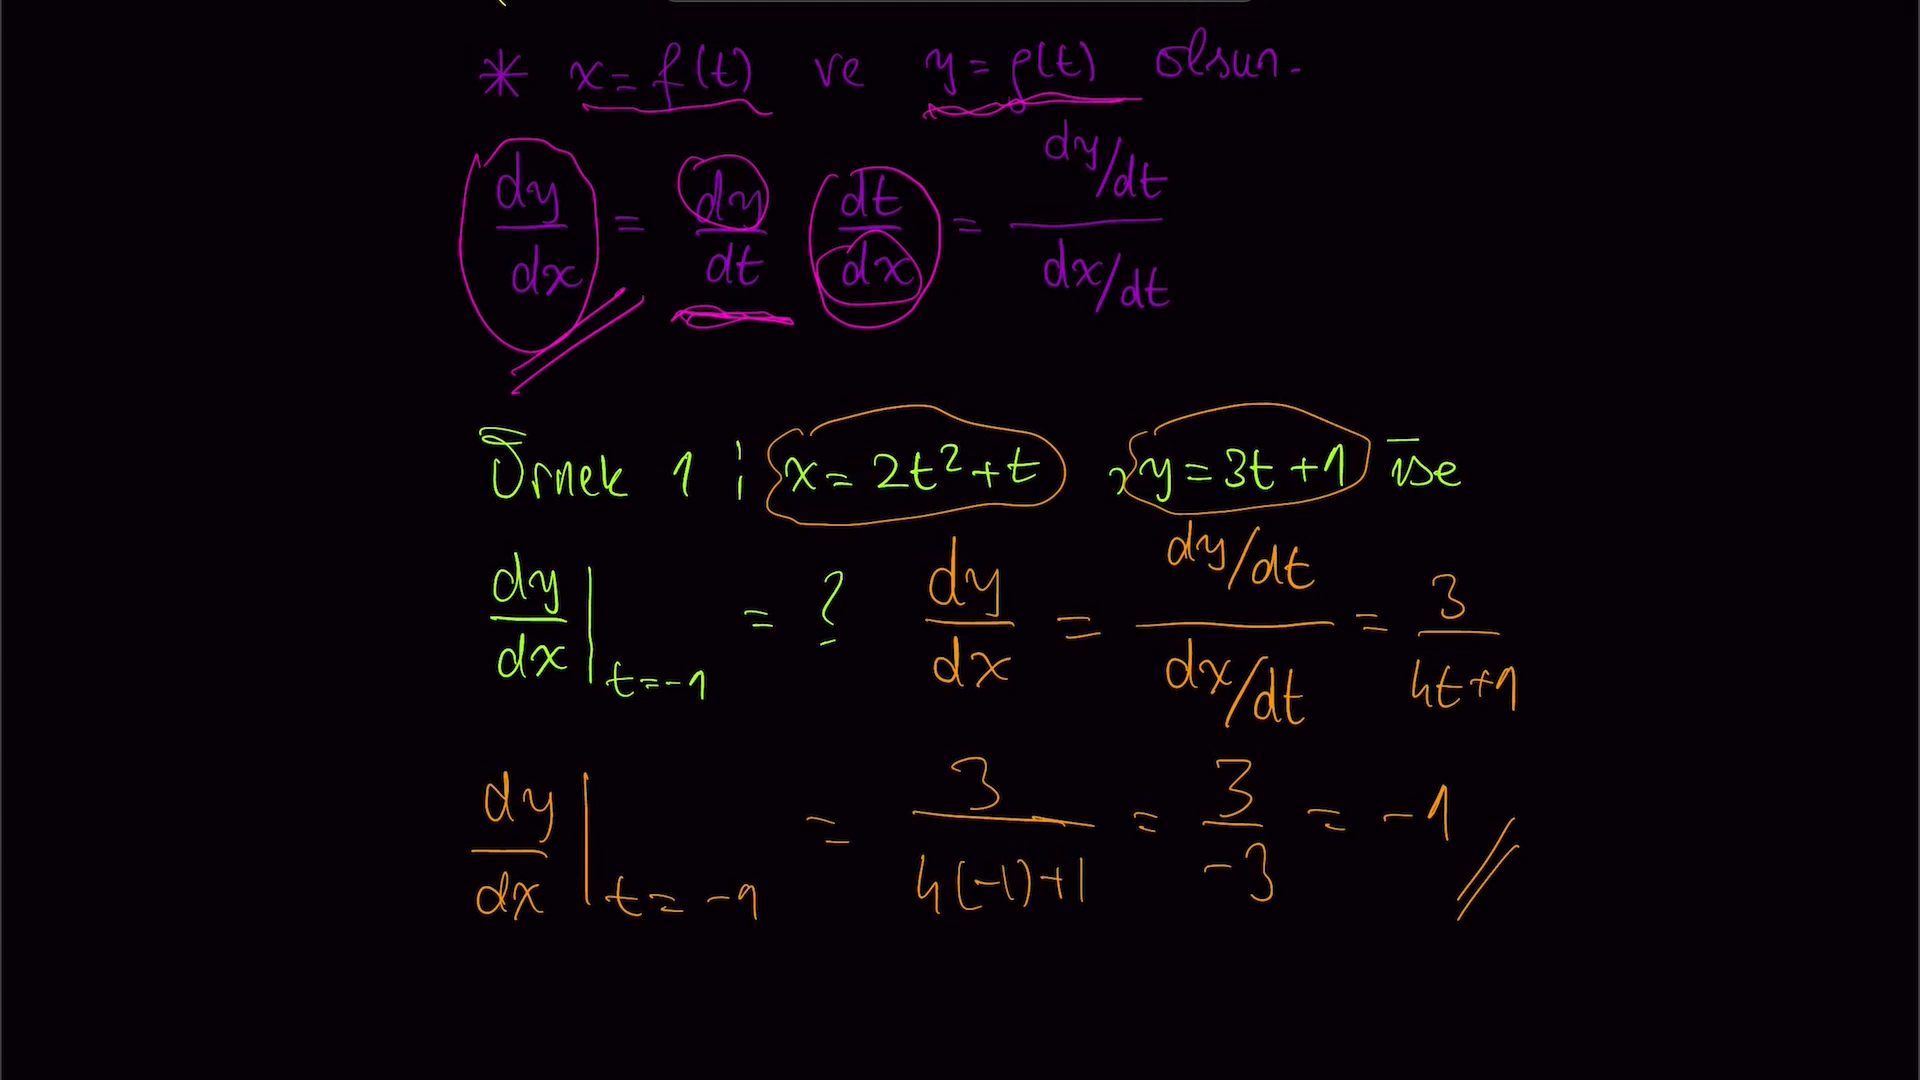 * x = f(t) ve y = g(t) olsun.
dy/dx = dy/dt dt/dx = (dy/dt)/(dx/dt)
Örnek 1 ; x = 2t² + t , y = 3t + 1 ise
dy/dx |t=-1 = ? dy/dx = (dy/dt)/(dx/dt) = 3/(4t+1)
dy/dx |t=-1 = 3/(4(-1)+1) = 3/-3 = -1 //